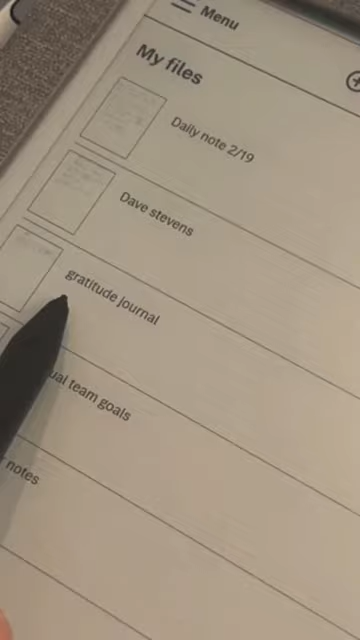 Menu
My files
Daily note 2/19
Dave stevens
gratitude journal
ual team goals
notes